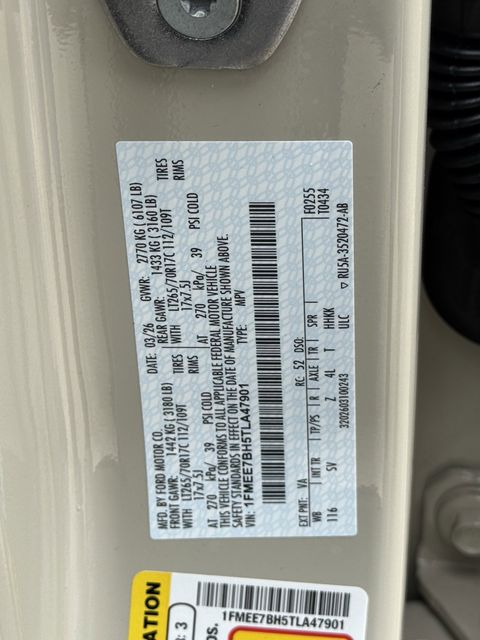 MFD. BY FORD MOTOR CO.
DATE: 03/26 GVWR: 2770 KG ( 6107 LB)
FRONT GAWR: 1442 KG ( 3180 LB) REAR GAWR: 1433 KG ( 3160 LB)
WITH LT265/70R17C 112/109T TIRES WITH LT265/70R17C 112/109T TIRES
17x7.5J RIMS 17x7.5J RIMS
AT 270 kPa/ 39 PSI COLD AT 270 kPa/ 39 PSI COLD
THIS VEHICLE CONFORMS TO ALL APPLICABLE FEDERAL MOTOR VEHICLE
SAFETY STANDARDS IN EFFECT ON THE DATE OF MANUFACTURE SHOWN ABOVE.
VIN: 1FMEE7BH5TLA47901 TYPE: MPV
EXT PNT: VA RC: 52 DSO: F0255
T0434
WB INT TR TP/PS R AXLE TR SPR
116 SV Z 4L T HHKK
ULC ▽ RU5A-3520472-AB
3202603100243
1FMEE7BH5TLA47901